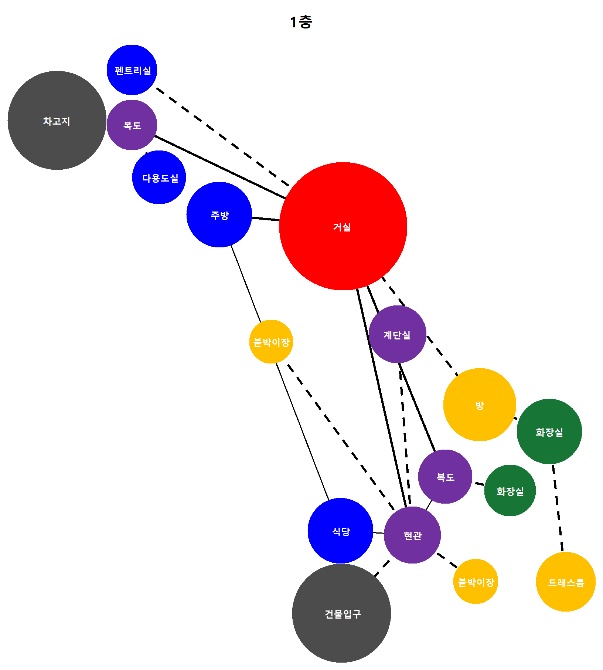 1층
펜트리실
차고지
복도
다용도실
주방
거실
계단실
붙박이장
방
화장실
복도
화장실
식당
현관
붙박이장
드레스룸
건물입구